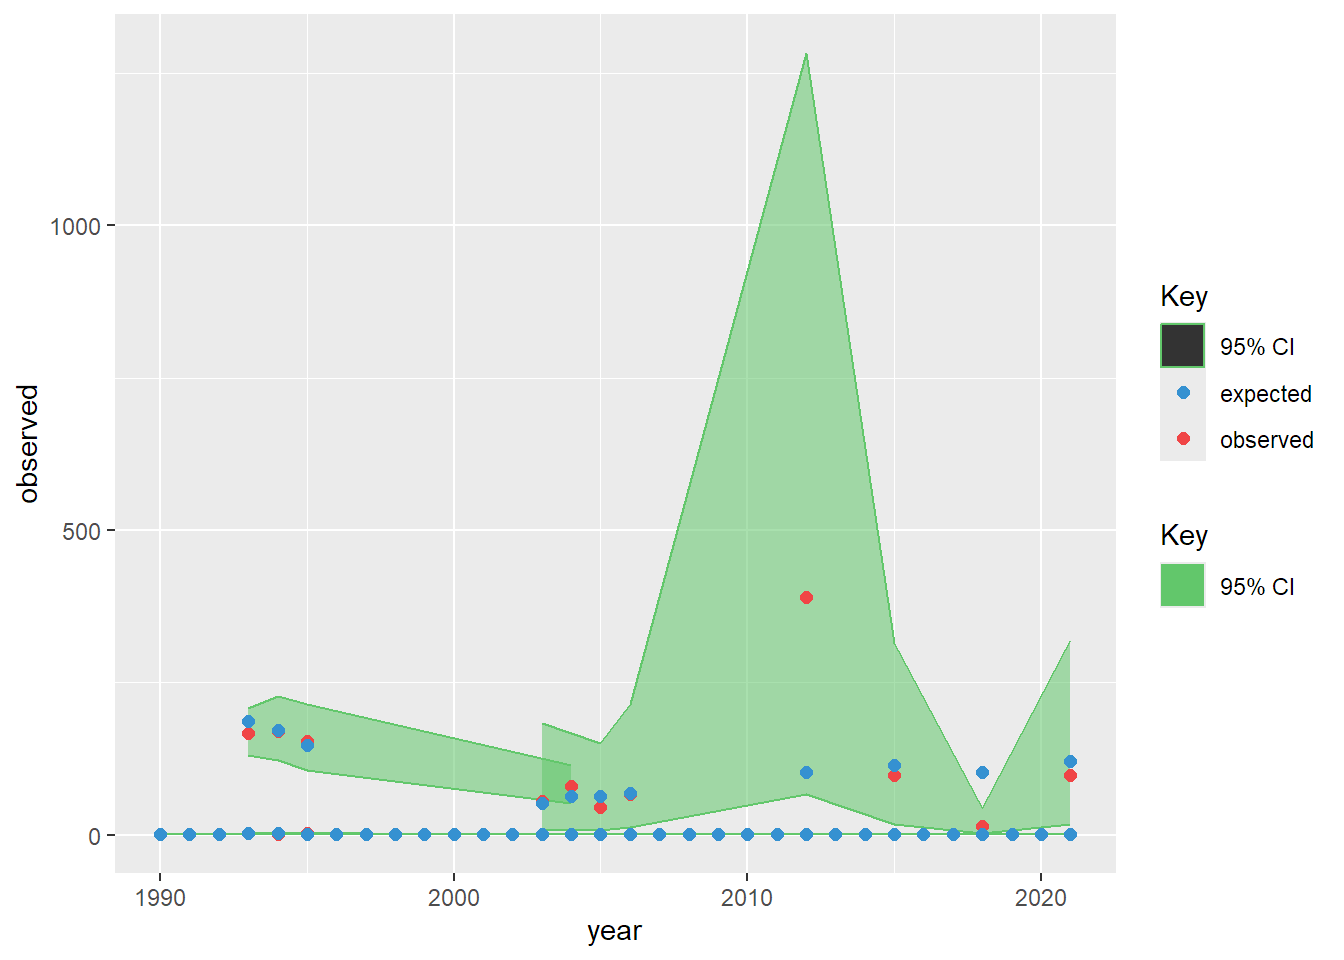 observed
1000
500
0
1990
2000
2010
2020
year
Key
95% CI
expected
observed
Key
95% CI